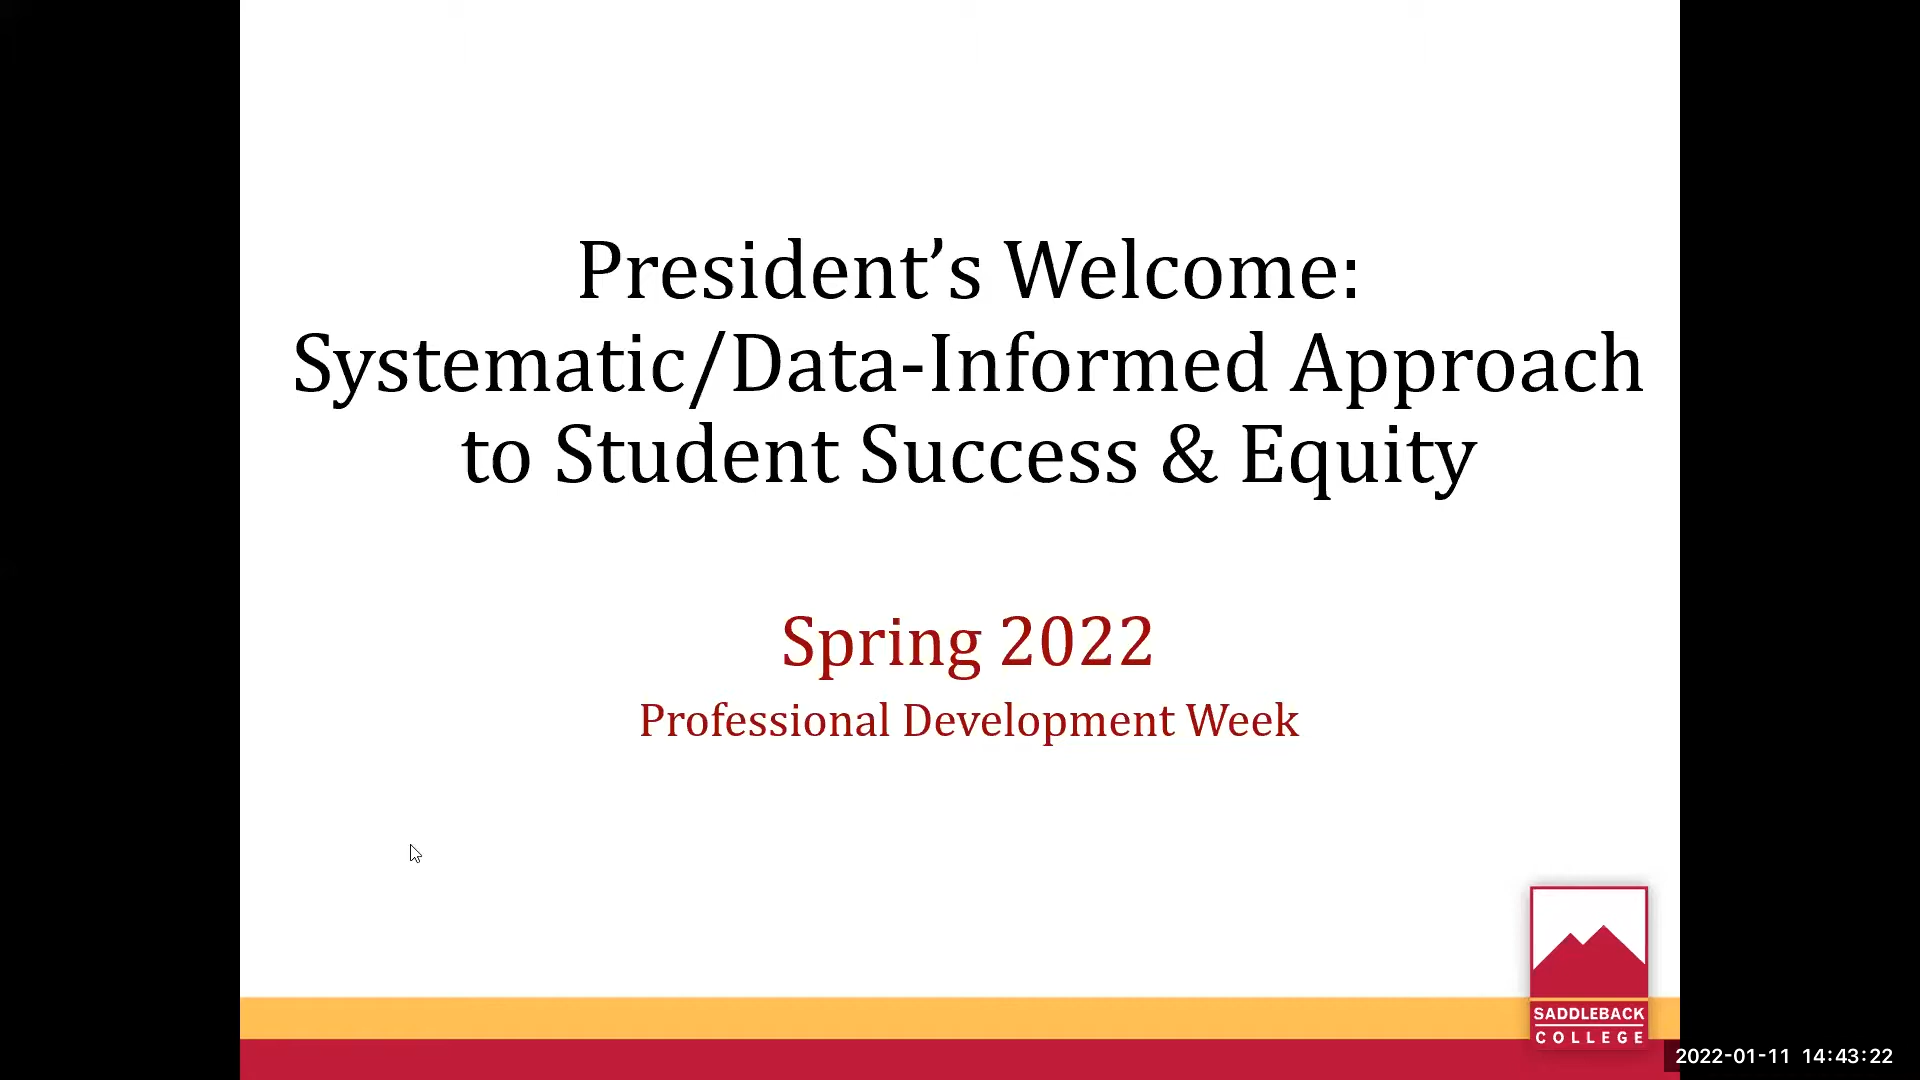 President’s Welcome:
Systematic/Data-Informed Approach
to Student Success & Equity
Spring 2022
Professional Development Week
SADDLEBACK
COLLEGE
2022-01-11 14:43:22